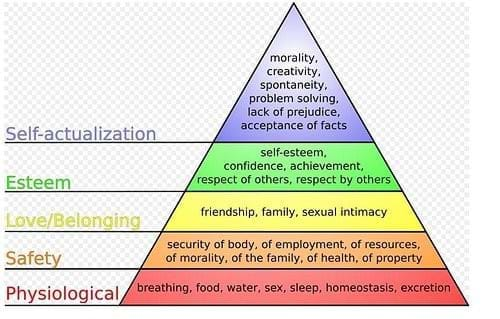 morality,
creativity,
spontaneity,
problem solving,
lack of prejudice,
acceptance of facts
Self-actualization
self-esteem,
confidence, achievement,
respect of others, respect by others
Esteem
friendship, family, sexual intimacy
Love/Belonging
security of body, of employment, of resources,
of morality, of the family, of health, of property
Safety
breathing, food, water, sex, sleep, homeostasis, excretion
Physiological